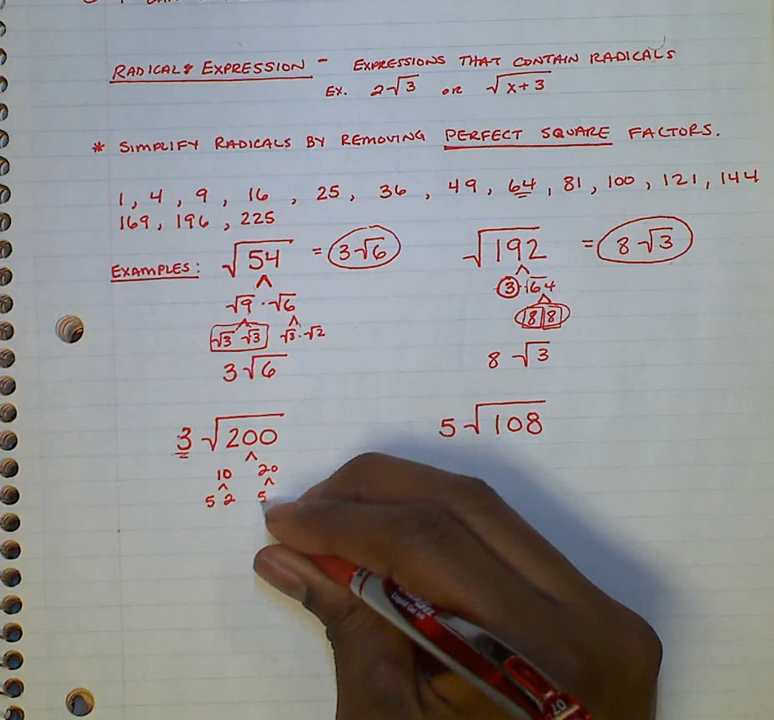 RADICAL EXPRESSION - EXPRESSIONS THAT CONTAIN RADICALS
EX. 2√3 or √x+3
* SIMPLIFY RADICALS BY REMOVING PERFECT SQUARE FACTORS.
1, 4, 9, 16, 25, 36, 49, 64, 81, 100, 121, 144
169, 196, 225
EXAMPLES: √54 = 3√6 √192 = 8√3
√9 · √6 3 · √64
√3 √3 √3 · √2 8 8
3√6 8 √3
3 √200 5√108
10 20
5 2 5